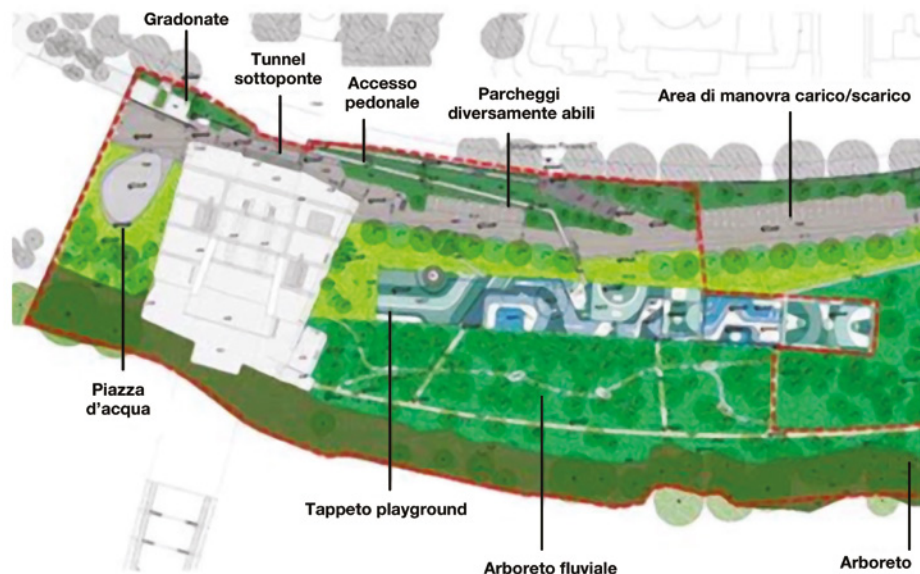 Gradonate
Tunnel
sottoponte
Accesso
pedonale
Parcheggi
diversamente abili
Area di manovra carico/scarico
Piazza
d'acqua
Tappeto playground
Arboreto fluviale
Arboreto